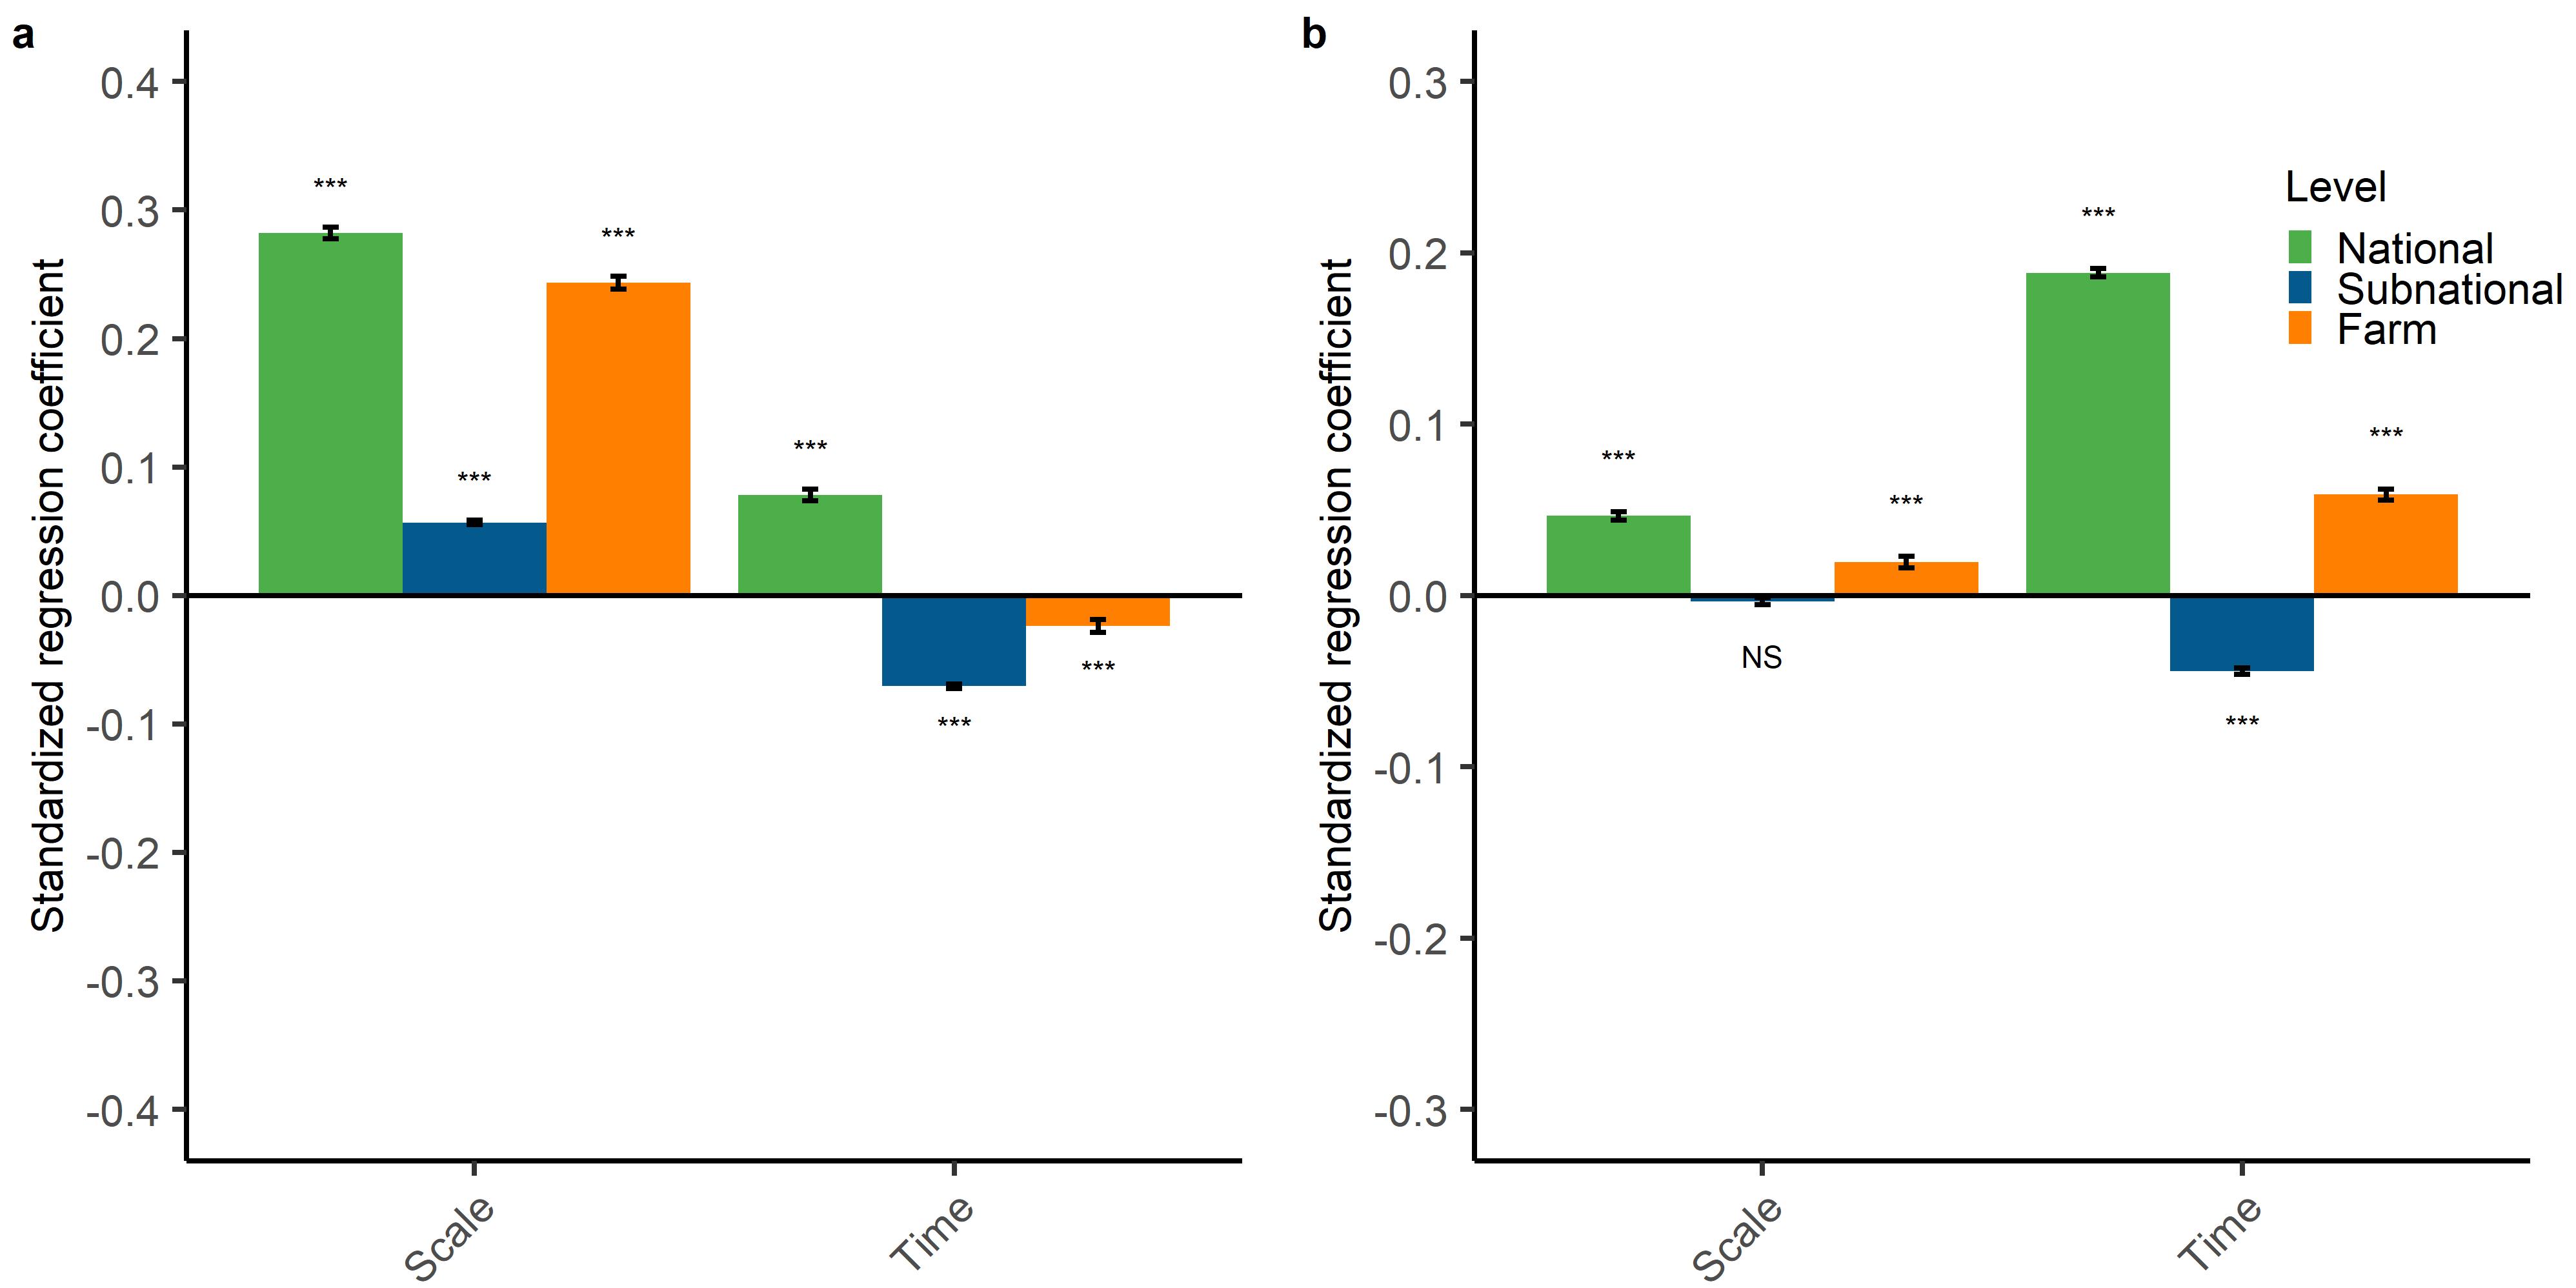 a
Standardized regression coefficient
0.4
0.3
0.2
0.1
0.0
-0.1
-0.2
-0.3
-0.4
***
***
***
***
***
***
Scale
Time
b
Standardized regression coefficient
0.3
0.2
0.1
0.0
-0.1
-0.2
-0.3
***
NS
***
***
***
***
Scale
Time
Level
National
Subnational
Farm